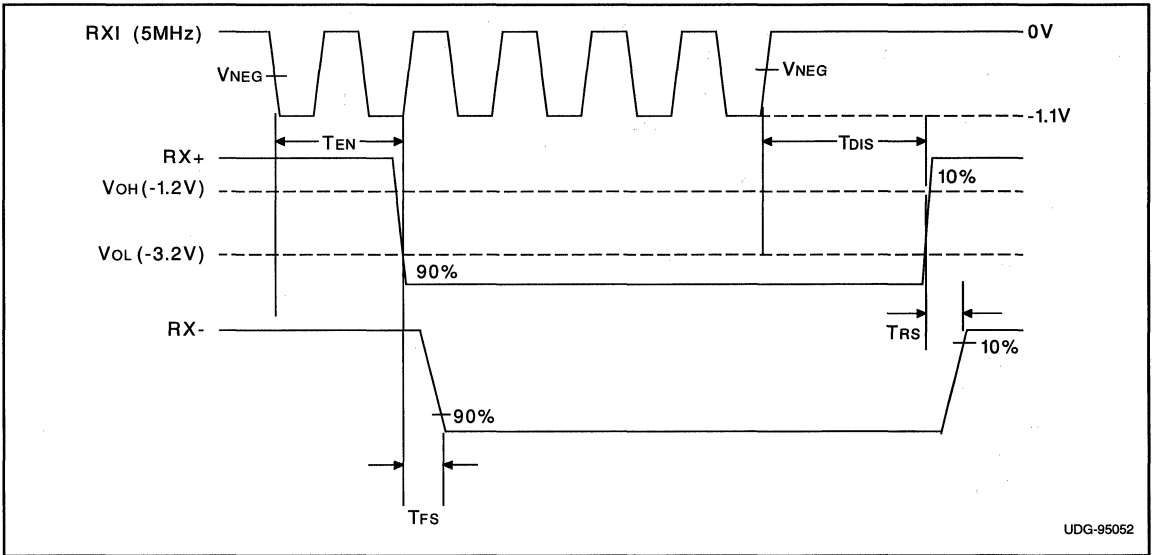 RXI (5MHz)
0V
VNEG
VNEG
-1.1V
TEN
TDIS
RX+
10%
VOH (-1.2V)
VOL (-3.2V)
90%
RX-
TRS
10%
90%
TFS
UDG-95052